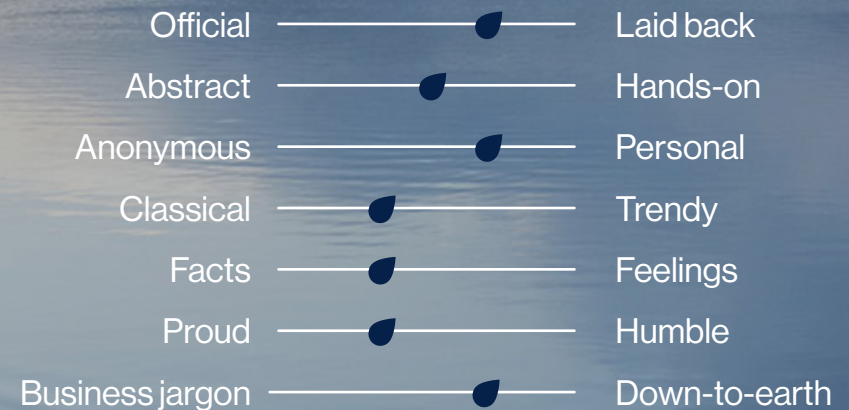 Official Laid back
Abstract Hands-on
Anonymous Personal
Classical Trendy
Facts Feelings
Proud Humble
Business jargon Down-to-earth